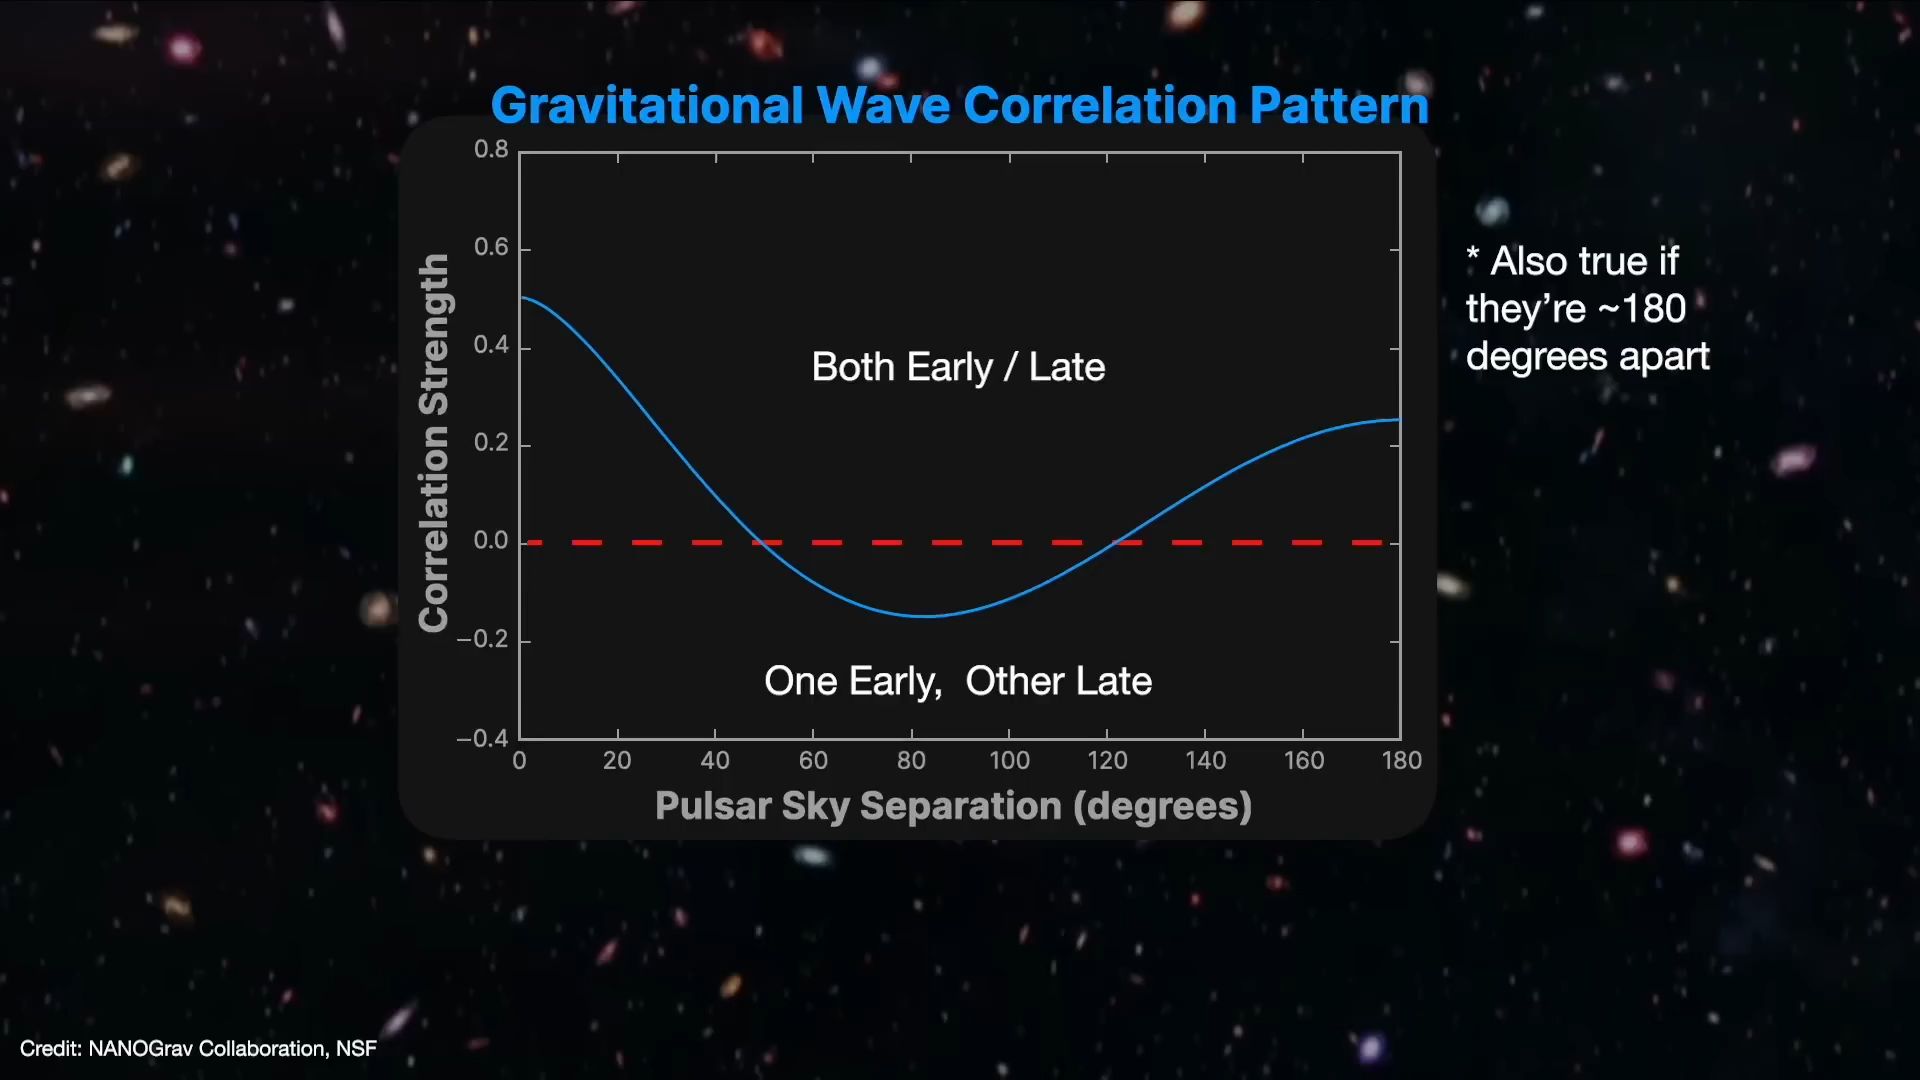 Gravitational Wave Correlation Pattern
0.8
0.6
0.4
0.2
0.0
−0.2
−0.4
Correlation Strength
Both Early / Late
One Early,  Other Late
0 20 40 60 80 100 120 140 160 180
Pulsar Sky Separation (degrees)
* Also true if
they’re ~180
degrees apart
Credit: NANOGrav Collaboration, NSF